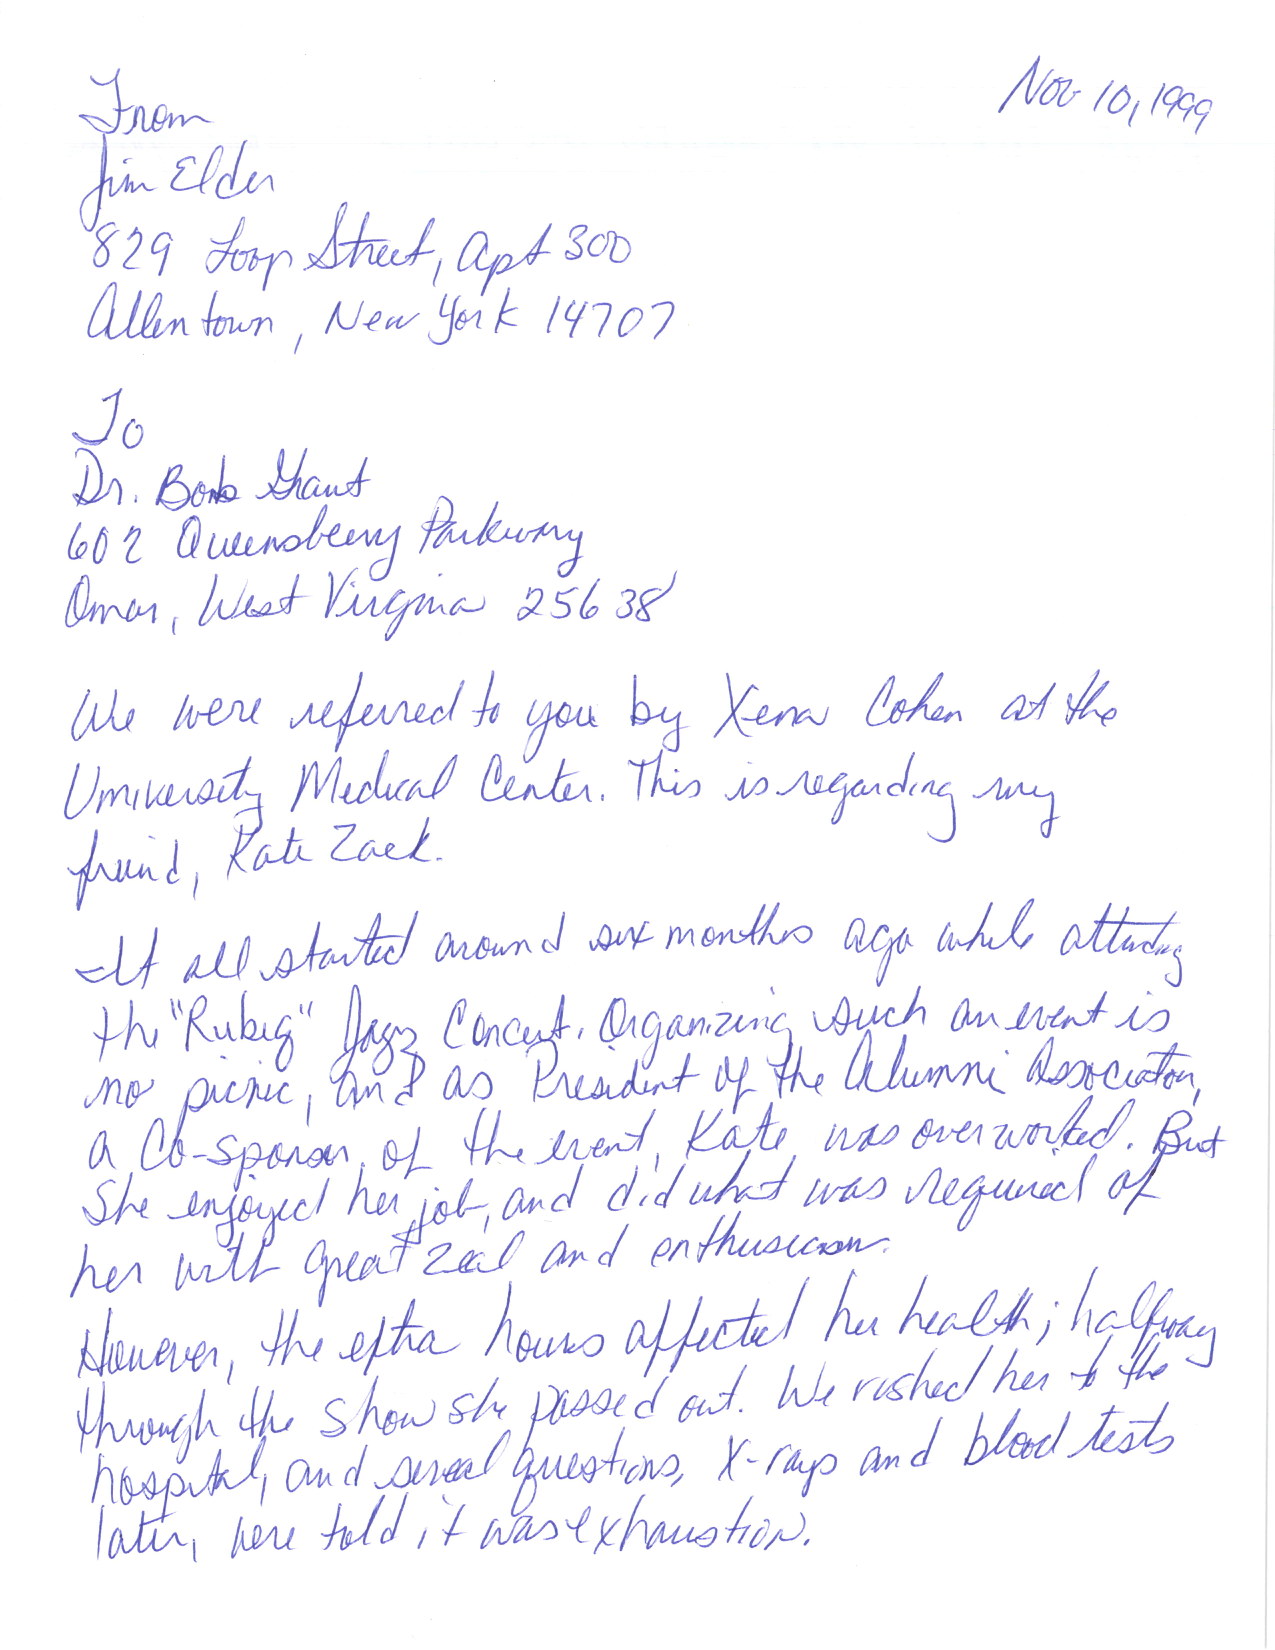 Nov 10, 1999
From
Jim Elder
829 Loop Street, Apt 300
Allentown, New York 14707
To
Dr. Bob Grant
602 Queensberry Parkway
Omar, West Virginia 25638
We were referred to you by Xena Cohen at the
University Medical Center. This is regarding my
friend, Kate Zack.
It all started around six months ago while attending
the "Rubeq" Jazz Concert. Organizing such an event is
no picnic, and as President of the Alumni Association,
a Co-sponsor of the event, Kate was overworked. But
she enjoyed her job, and did what was required of
her with great zeal and enthusiasm.
However, the extra hours affected her health; halfway
through the show she passed out. We rushed her to the
hospital, and several questions, x-rays and blood tests
later, were told it was exhaustion.